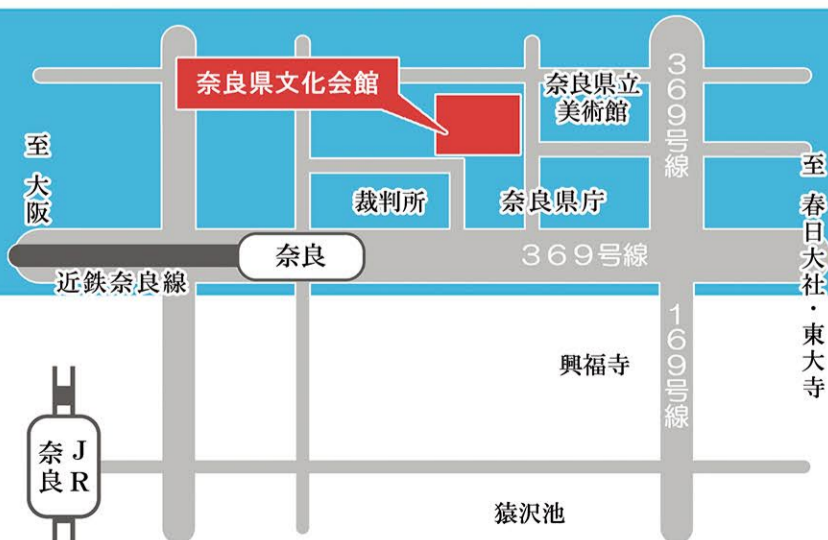 奈良県文化会館
奈良県立
美術館
369号線
至 大阪
裁判所
奈良県庁
至 春日大社・東大寺
奈良
369号線
近鉄奈良線
169号線
興福寺
JR
奈良
猿沢池